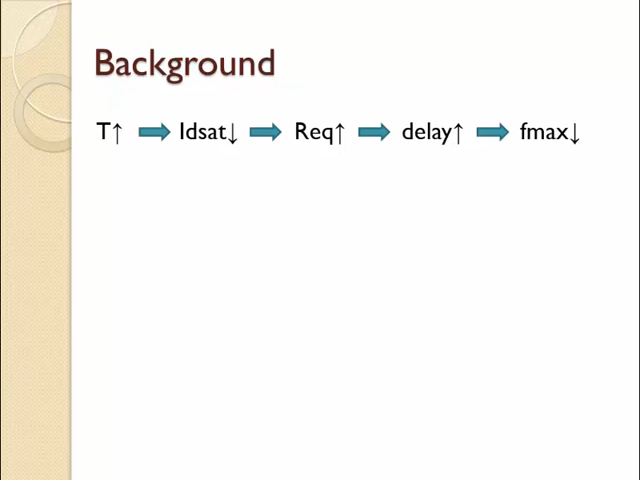 Background
T↑ Idsat↓ Req↑ delay↑ fmax↓